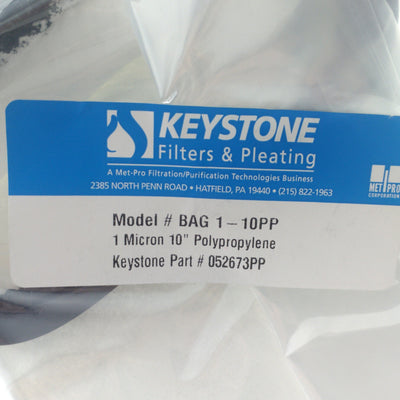 KEYSTONE
Filters & Pleating
A Met-Pro Filtration/Purification Technologies Business
2385 NORTH PENN ROAD • HATFIELD, PA 19440 • (215) 822-1963
MET-PRO
CORPORATION
Model # BAG 1-10PP
1 Micron 10" Polypropylene
Keystone Part # 052673PP